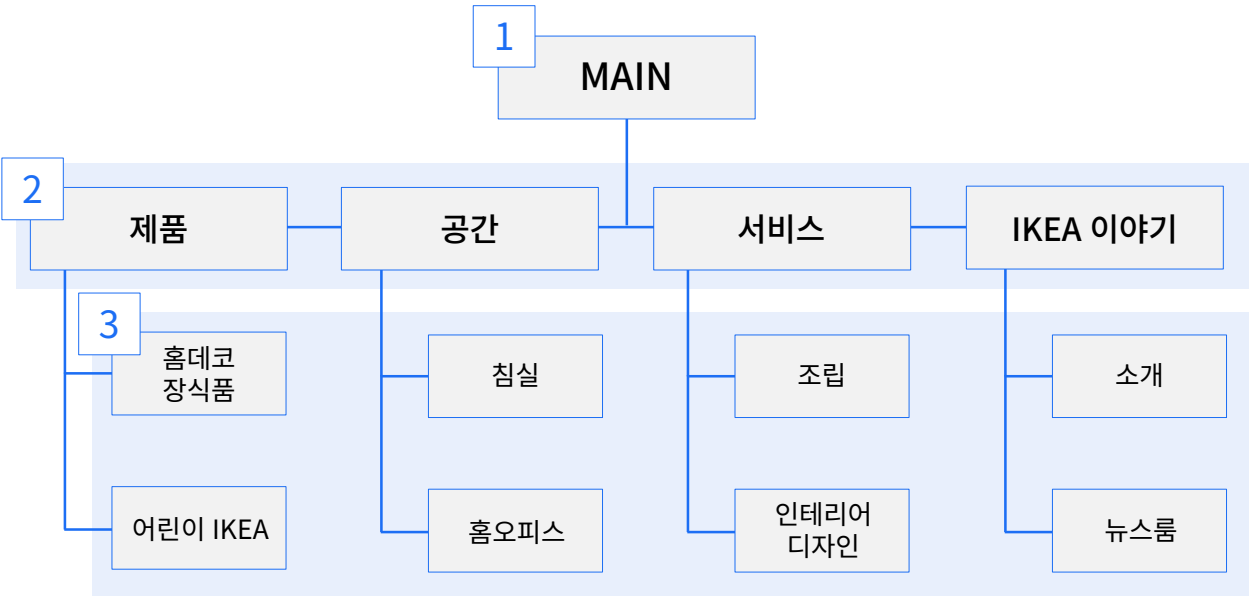 1
MAIN
2
제품
공간
서비스
IKEA 이야기
3
홈데코
장식품
침실
조립
소개
어린이 IKEA
홈오피스
인테리어
디자인
뉴스룸